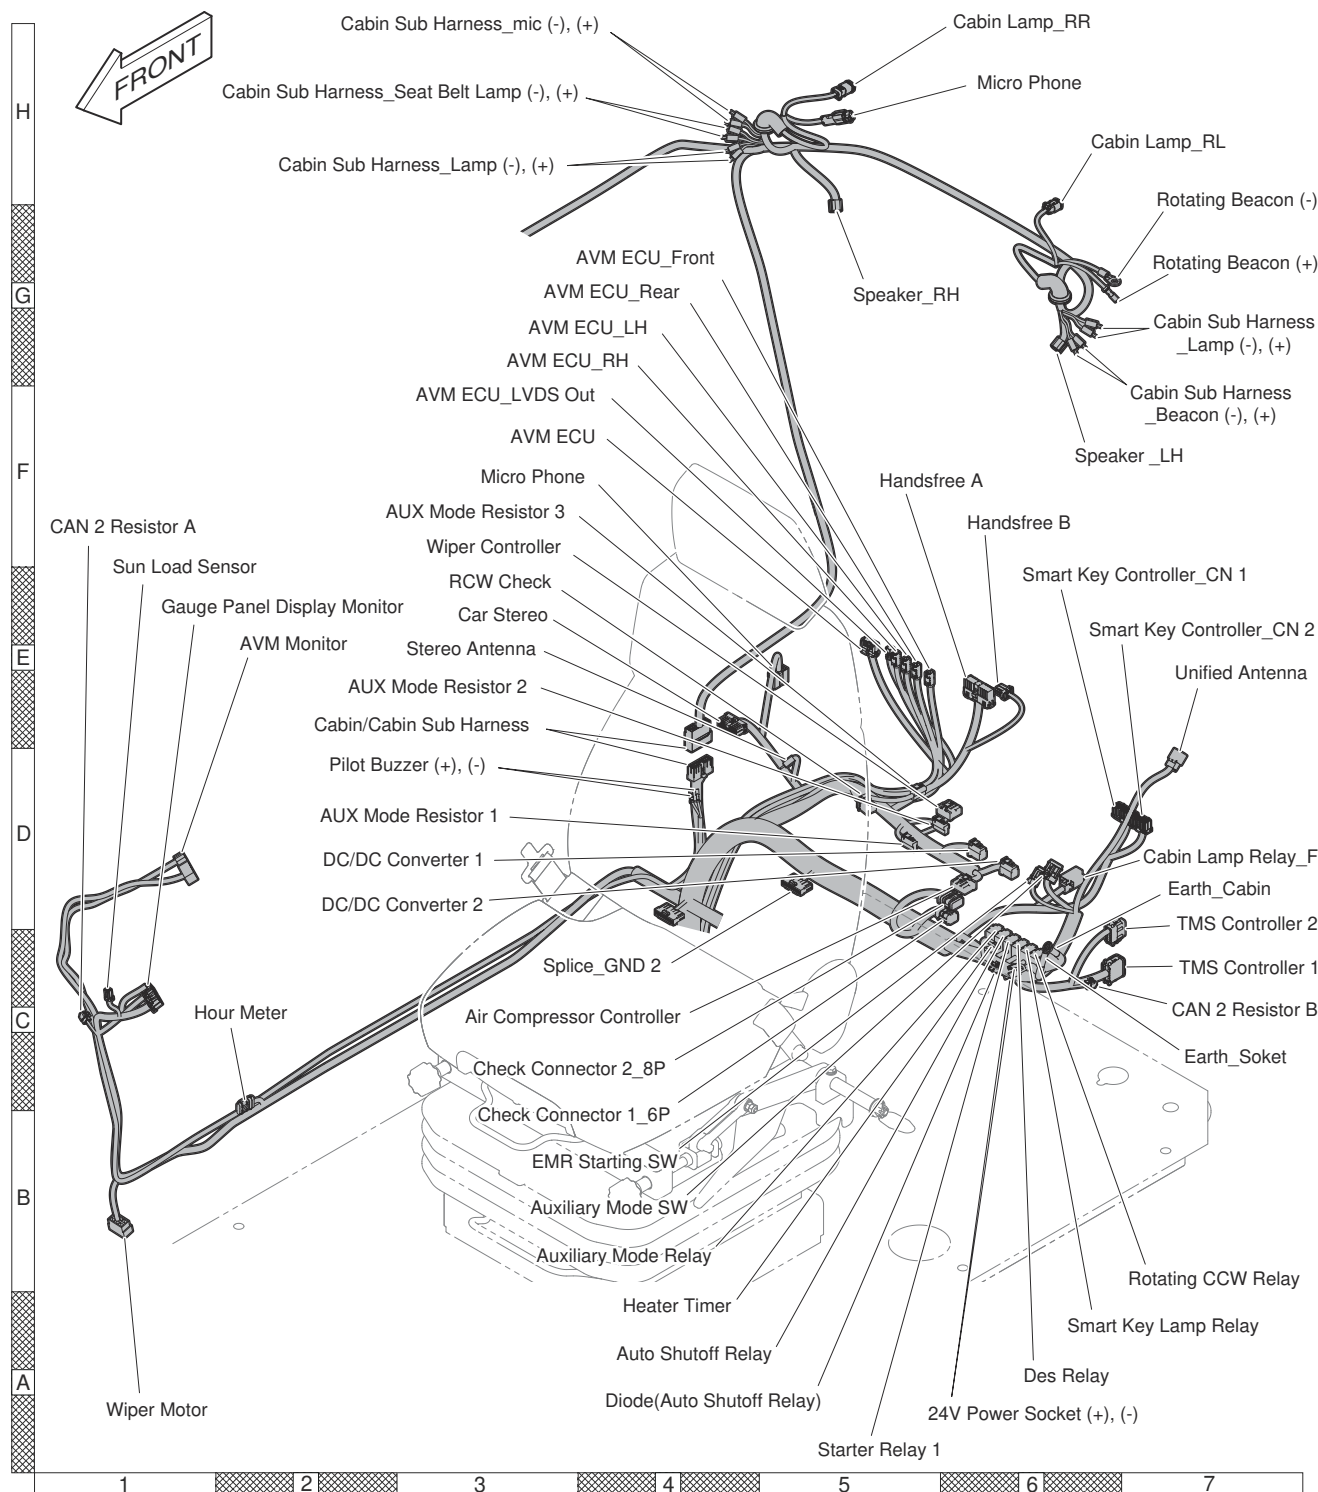 FRONT
Cabin Sub Harness_mic (-), (+)
Cabin Lamp_RR
Cabin Sub Harness_Seat Belt Lamp (-), (+)
Micro Phone
Cabin Sub Harness_Lamp (-), (+)
Cabin Lamp_RL
Rotating Beacon (-)
AVM ECU_Front
Rotating Beacon (+)
AVM ECU_Rear
Speaker_RH
AVM ECU_LH
Cabin Sub Harness
_Lamp (-), (+)
AVM ECU_RH
AVM ECU_LVDS Out
Cabin Sub Harness
_Beacon (-), (+)
AVM ECU
Speaker _LH
Micro Phone
Handsfree A
AUX Mode Resistor 3
Handsfree B
CAN 2 Resistor A
Wiper Controller
Sun Load Sensor
RCW Check
Smart Key Controller_CN 1
Gauge Panel Display Monitor
Car Stereo
Smart Key Controller_CN 2
AVM Monitor
Stereo Antenna
Unified Antenna
AUX Mode Resistor 2
Cabin/Cabin Sub Harness
Pilot Buzzer (+), (-)
AUX Mode Resistor 1
DC/DC Converter 1
Cabin Lamp Relay_F
Earth_Cabin
DC/DC Converter 2
TMS Controller 2
Splice_GND 2
TMS Controller 1
Hour Meter
Air Compressor Controller
CAN 2 Resistor B
Earth_Soket
Check Connector 2_8P
Check Connector 1_6P
EMR Starting SW
Auxiliary Mode SW
Auxiliary Mode Relay
Rotating CCW Relay
Heater Timer
Smart Key Lamp Relay
Auto Shutoff Relay
Des Relay
Diode(Auto Shutoff Relay)
Wiper Motor
24V Power Socket (+), (-)
Starter Relay 1
H
G
F
E
D
C
B
A
1 2 3 4 5 6 7